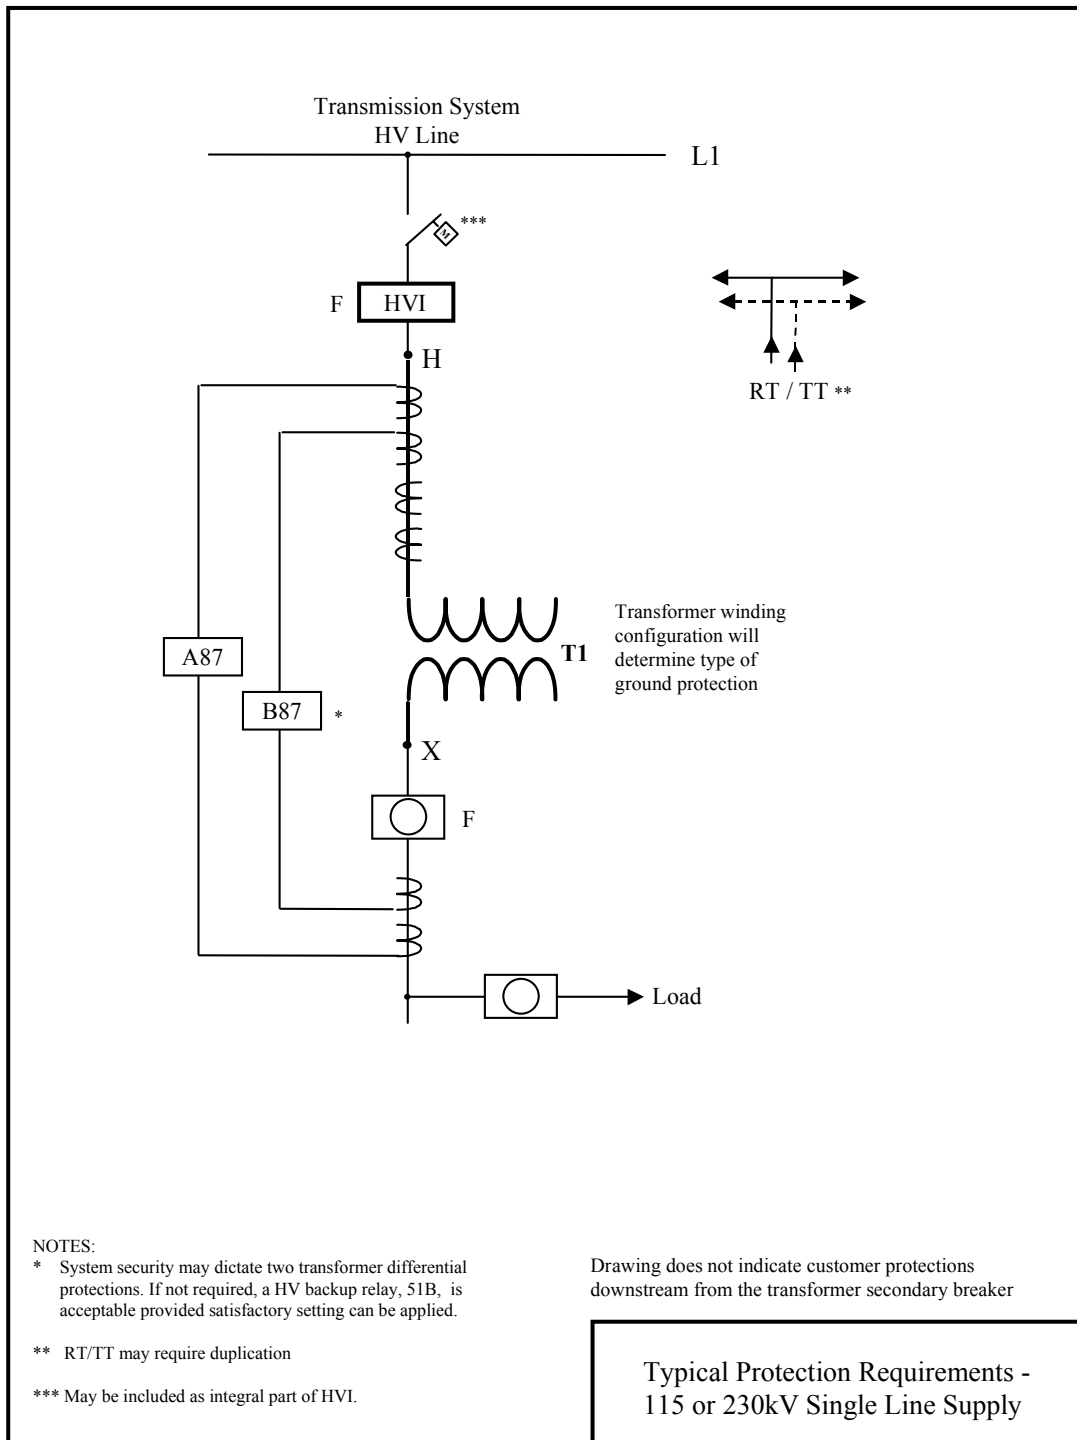 Transmission System
HV Line
L1
***
M
F
HVI
H
RT / TT **
A87
B87
*
T1
Transformer winding
configuration will
determine type of
ground protection
X
F
Load
NOTES:
* System security may dictate two transformer differential
protections. If not required, a HV backup relay, 51B, is
acceptable provided satisfactory setting can be applied.
** RT/TT may require duplication
*** May be included as integral part of HVI.
Drawing does not indicate customer protections
downstream from the transformer secondary breaker
Typical Protection Requirements -
115 or 230kV Single Line Supply